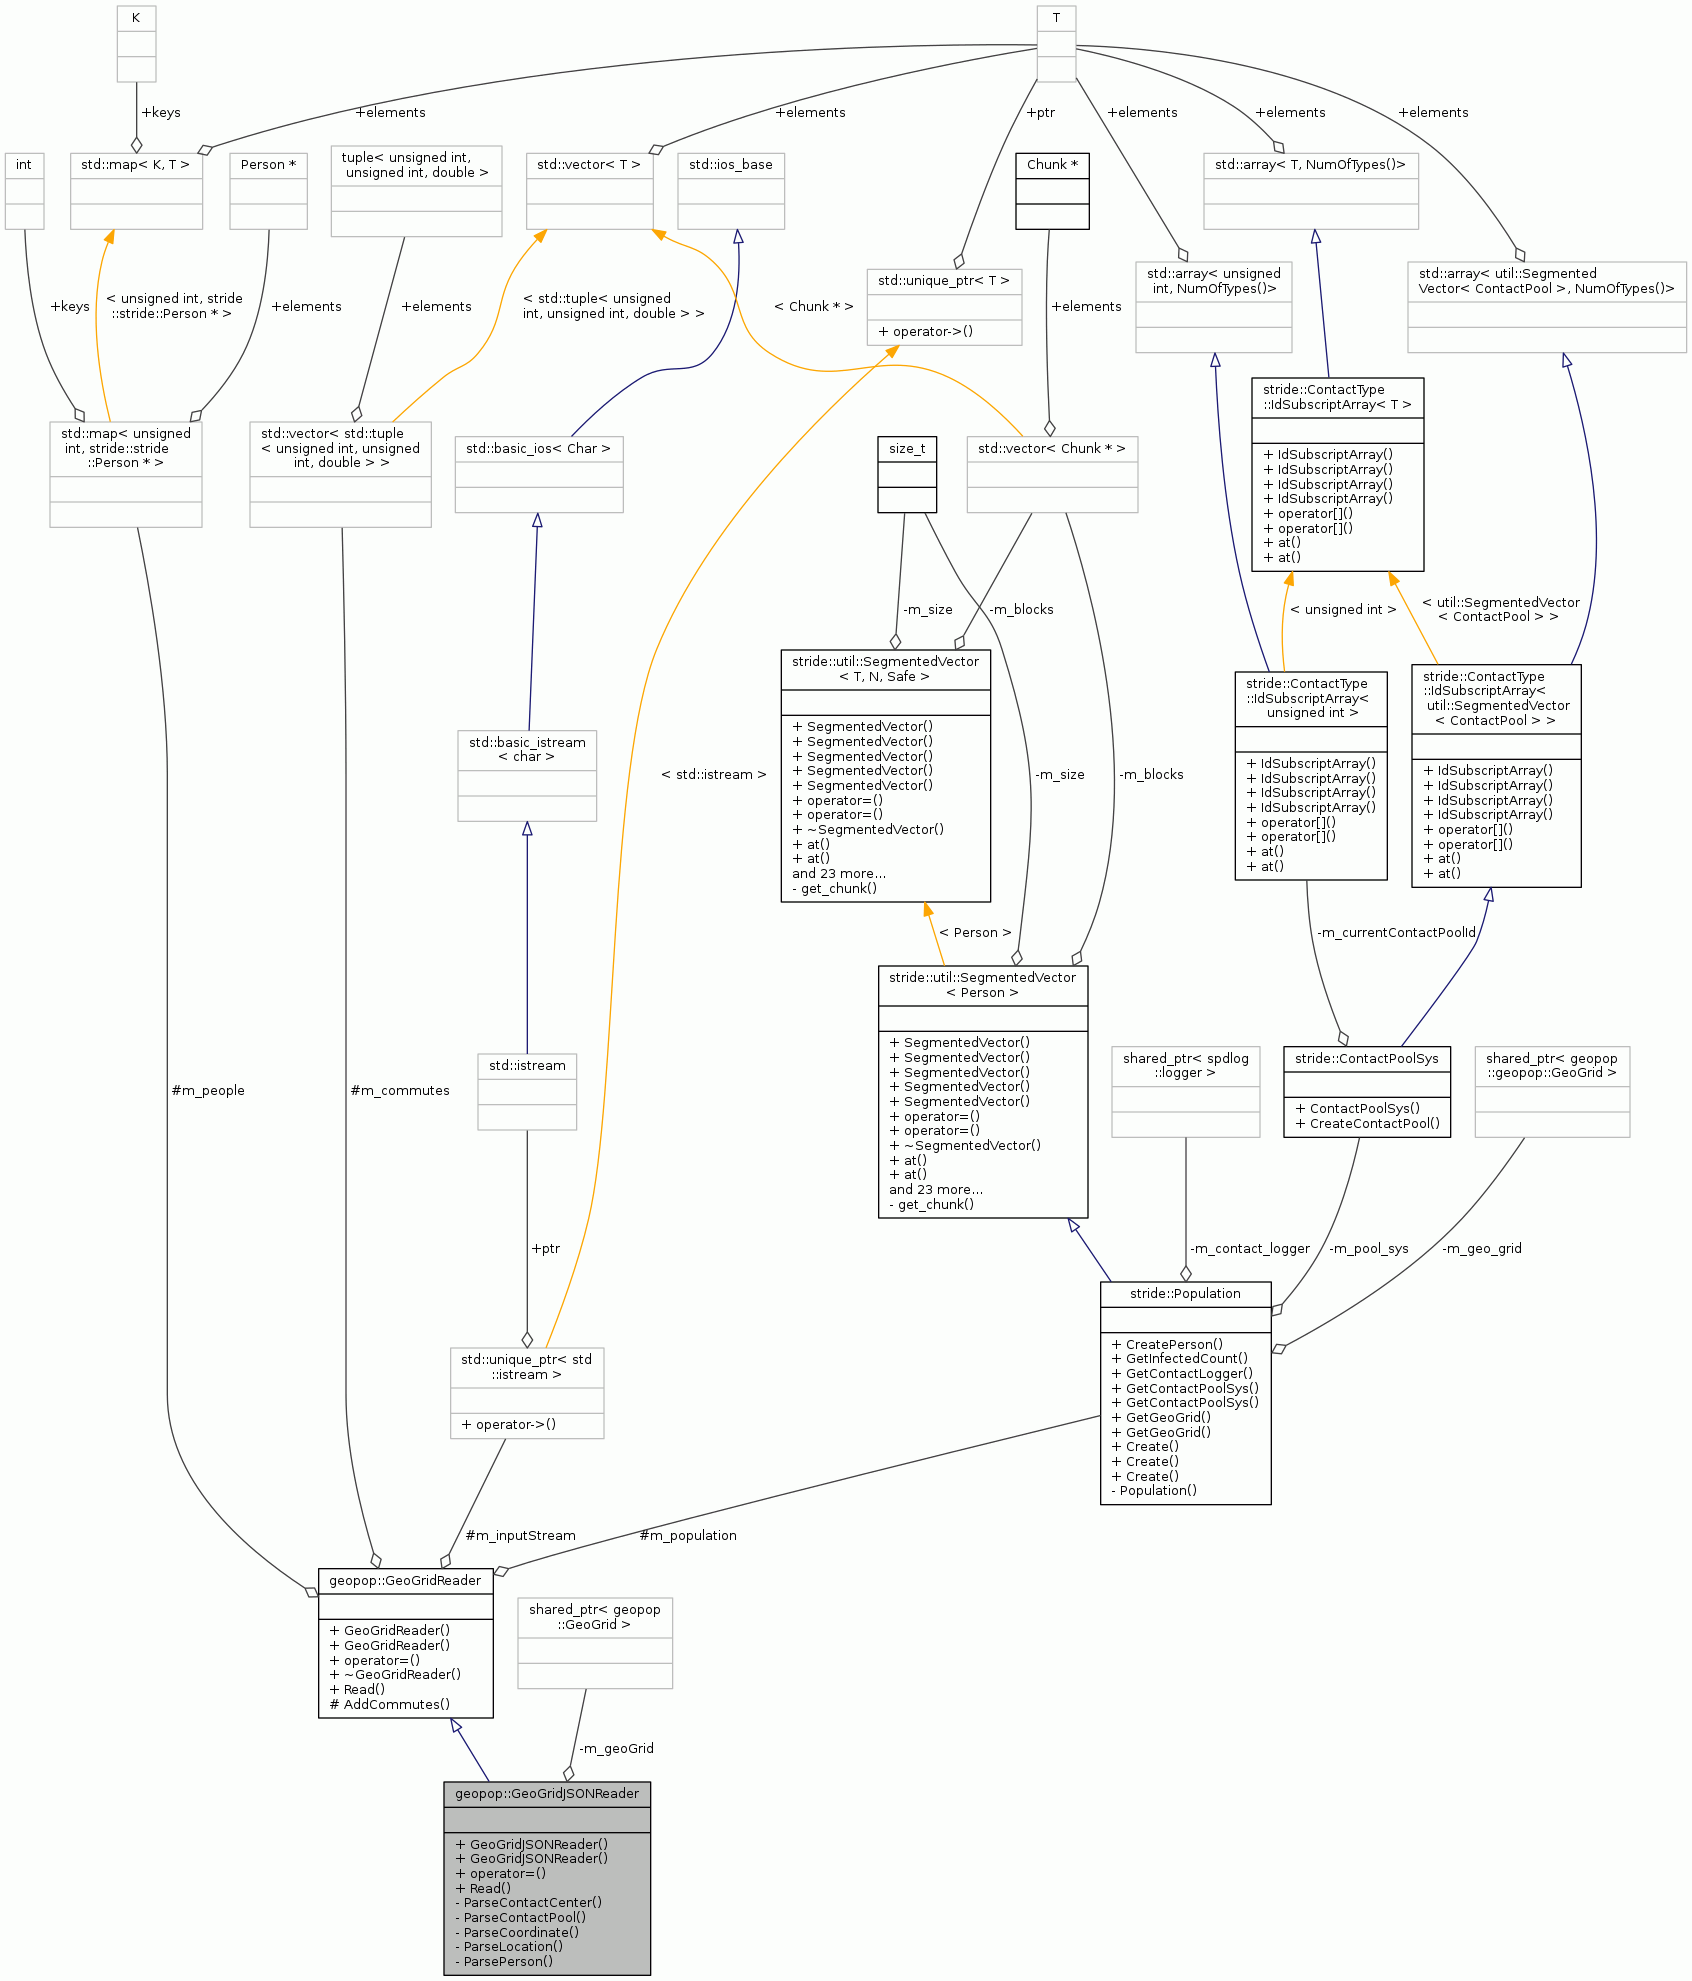 K
T
+keys
+elements
+elements
+ptr
+elements
+elements
+elements
int
std::map< K, T >
Person *
tuple< unsigned int,
unsigned int, double >
std::vector< T >
std::ios_base
Chunk *
std::array< T, NumOfTypes()>
std::unique_ptr< T >
+ operator->()
std::array< unsigned
int, NumOfTypes()>
std::array< util::Segmented
Vector< ContactPool >, NumOfTypes()>
+keys
< unsigned int, stride
::stride::Person * >
+elements
+elements
< std::tuple< unsigned
int, unsigned int, double > >
< Chunk * >
+elements
stride::ContactType
::IdSubscriptArray< T >
+ IdSubscriptArray()
+ IdSubscriptArray()
+ IdSubscriptArray()
+ IdSubscriptArray()
+ operator[]()
+ operator[]()
+ at()
+ at()
std::map< unsigned
int, stride::stride
::Person * >
std::vector< std::tuple
< unsigned int, unsigned
int, double > >
std::basic_ios< Char >
size_t
std::vector< Chunk * >
-m_size
-m_blocks
< unsigned int >
< util::SegmentedVector
< ContactPool > >
stride::util::SegmentedVector
< T, N, Safe >
+ SegmentedVector()
+ SegmentedVector()
+ SegmentedVector()
+ SegmentedVector()
+ SegmentedVector()
+ operator=()
+ operator=()
+ ~SegmentedVector()
+ at()
+ at()
and 23 more...
- get_chunk()
stride::ContactType
::IdSubscriptArray<
unsigned int >
+ IdSubscriptArray()
+ IdSubscriptArray()
+ IdSubscriptArray()
+ IdSubscriptArray()
+ operator[]()
+ operator[]()
+ at()
+ at()
stride::ContactType
::IdSubscriptArray<
util::SegmentedVector
< ContactPool > >
+ IdSubscriptArray()
+ IdSubscriptArray()
+ IdSubscriptArray()
+ IdSubscriptArray()
+ operator[]()
+ operator[]()
+ at()
+ at()
std::basic_istream
< char >
< std::istream >
-m_size
-m_blocks
< Person >
-m_currentContactPoolId
stride::util::SegmentedVector
< Person >
+ SegmentedVector()
+ SegmentedVector()
+ SegmentedVector()
+ SegmentedVector()
+ SegmentedVector()
+ operator=()
+ operator=()
+ ~SegmentedVector()
+ at()
+ at()
and 23 more...
- get_chunk()
std::istream
shared_ptr< spdlog
::logger >
stride::ContactPoolSys
+ ContactPoolSys()
+ CreateContactPool()
shared_ptr< geopop
::geopop::GeoGrid >
#m_people
#m_commutes
+ptr
-m_contact_logger
-m_pool_sys
-m_geo_grid
stride::Population
+ CreatePerson()
+ GetInfectedCount()
+ GetContactLogger()
+ GetContactPoolSys()
+ GetContactPoolSys()
+ GetGeoGrid()
+ GetGeoGrid()
+ Create()
+ Create()
+ Create()
- Population()
std::unique_ptr< std
::istream >
+ operator->()
#m_inputStream
#m_population
geopop::GeoGridReader
+ GeoGridReader()
+ GeoGridReader()
+ operator=()
+ ~GeoGridReader()
+ Read()
# AddCommutes()
shared_ptr< geopop
::GeoGrid >
-m_geoGrid
geopop::GeoGridJSONReader
+ GeoGridJSONReader()
+ GeoGridJSONReader()
+ operator=()
+ Read()
- ParseContactCenter()
- ParseContactPool()
- ParseCoordinate()
- ParseLocation()
- ParsePerson()